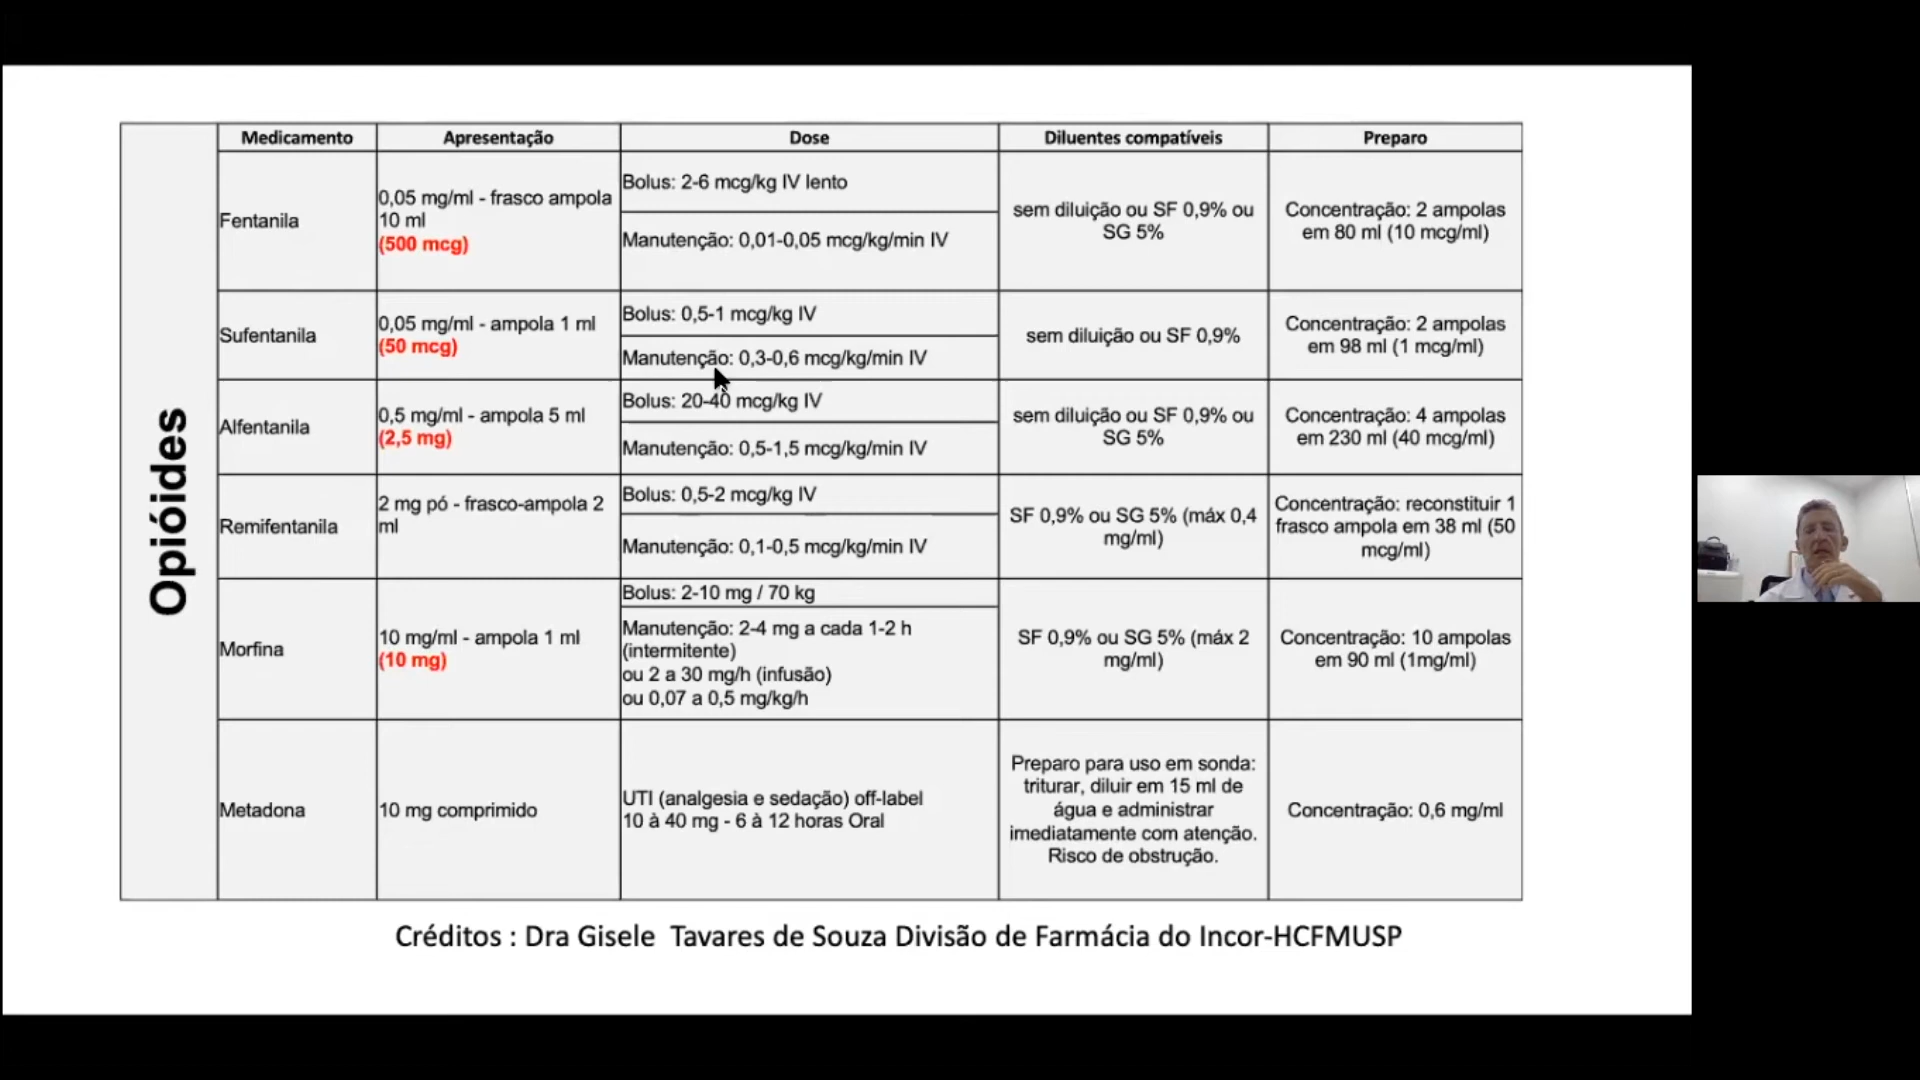 Opióides
Medicamento
Apresentação
Dose
Diluentes compatíveis
Preparo
Fentanila
0,05 mg/ml - frasco ampola
10 ml
(500 mcg)
Bolus: 2-6 mcg/kg IV lento
Manutenção: 0,01-0,05 mcg/kg/min IV
sem diluição ou SF 0,9% ou
SG 5%
Concentração: 2 ampolas
em 80 ml (10 mcg/ml)
Sufentanila
0,05 mg/ml - ampola 1 ml
(50 mcg)
Bolus: 0,5-1 mcg/kg IV
Manutenção: 0,3-0,6 mcg/kg/min IV
sem diluição ou SF 0,9%
Concentração: 2 ampolas
em 98 ml (1 mcg/ml)
Alfentanila
0,5 mg/ml - ampola 5 ml
(2,5 mg)
Bolus: 20-40 mcg/kg IV
Manutenção: 0,5-1,5 mcg/kg/min IV
sem diluição ou SF 0,9% ou
SG 5%
Concentração: 4 ampolas
em 230 ml (40 mcg/ml)
Remifentanila
2 mg pó - frasco-ampola 2
ml
Bolus: 0,5-2 mcg/kg IV
Manutenção: 0,1-0,5 mcg/kg/min IV
SF 0,9% ou SG 5% (máx 0,4
mg/ml)
Concentração: reconstituir 1
frasco ampola em 38 ml (50
mcg/ml)
Morfina
10 mg/ml - ampola 1 ml
(10 mg)
Bolus: 2-10 mg / 70 kg
Manutenção: 2-4 mg a cada 1-2 h
(intermitente)
ou 2 a 30 mg/h (infusão)
ou 0,07 a 0,5 mg/kg/h
SF 0,9% ou SG 5% (máx 2
mg/ml)
Concentração: 10 ampolas
em 90 ml (1mg/ml)
Metadona
10 mg comprimido
UTI (analgesia e sedação) off-label
10 à 40 mg - 6 à 12 horas Oral
Preparo para uso em sonda:
triturar, diluir em 15 ml de
água e administrar
imediatamente com atenção.
Risco de obstrução.
Concentração: 0,6 mg/ml
Créditos : Dra Gisele Tavares de Souza Divisão de Farmácia do Incor-HCFMUSP